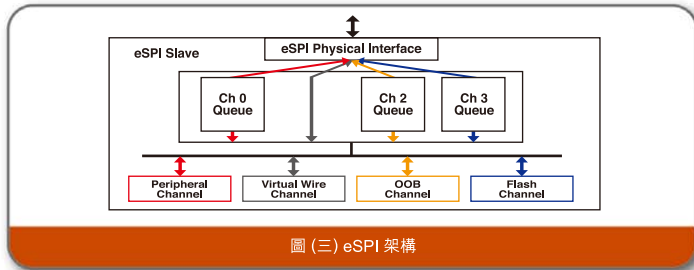 eSPI Slave
eSPI Physical Interface
Ch 0
Queue
Ch 2
Queue
Ch 3
Queue
Peripheral
Channel
Virtual Wire
Channel
OOB
Channel
Flash
Channel
圖 (三) eSPI 架構